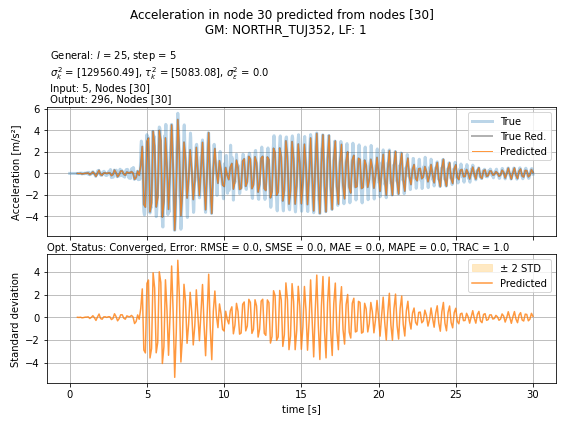 Acceleration in node 30 predicted from nodes [30]
GM: NORTHR_TUJ352, LF: 1
General: l = 25, step = 5
σ²ₖ = [129560.49], τ²ₖ = [5083.08], σ²ε = 0.0
Input: 5, Nodes [30]
Output: 296, Nodes [30]
Acceleration [m/s²]
6
4
2
0
−2
−4
True
True Red.
Predicted
Opt. Status: Converged, Error: RMSE = 0.0, SMSE = 0.0, MAE = 0.0, MAPE = 0.0, TRAC = 1.0
Standard deviation
4
2
0
−2
−4
± 2 STD
Predicted
0 5 10 15 20 25 30
time [s]